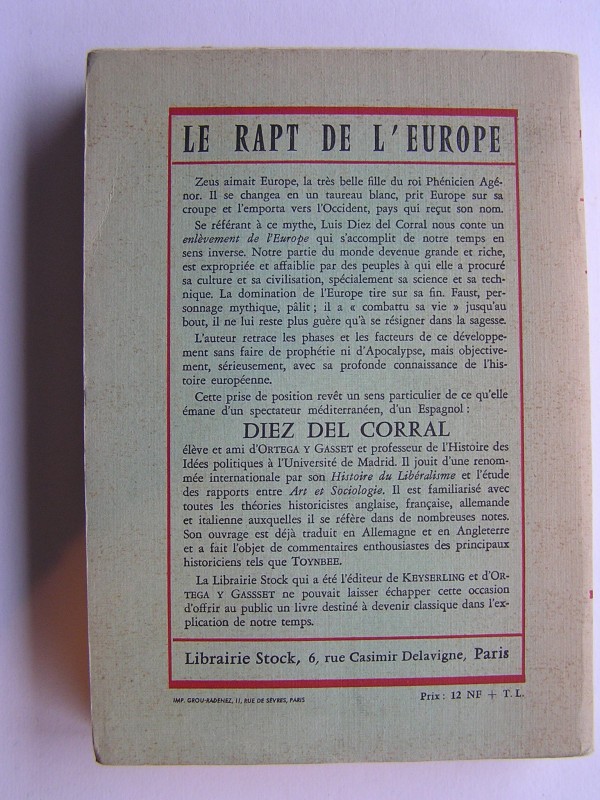 LE RAPT DE L'EUROPE
Zeus aimait Europe, la très belle fille du roi Phénicien Agé-
nor. Il se changea en un taureau blanc, prit Europe sur sa
croupe et l'emporta vers l'Occident, pays qui reçut son nom.
Se référant à ce mythe, Luis Diez del Corral nous conte un
enlèvement de l'Europe qui s'accomplit de notre temps en
sens inverse. Notre partie du monde devenue grande et riche,
est expropriée et affaiblie par des peuples à qui elle a procuré
sa culture et sa civilisation, spécialement sa science et sa tech-
nique. La domination de l'Europe tire sur sa fin. Faust, per-
sonnage mythique, pâlit ; il a « combattu sa vie » jusqu'au
bout, il ne lui reste plus guère qu'à se résigner dans la sagesse.
L'auteur retrace les phases et les facteurs de ce développe-
ment sans faire de prophétie ni d'Apocalypse, mais objective-
ment, sérieusement, avec sa profonde connaissance de l'his-
toire européenne.
Cette prise de position revêt un sens particulier de ce qu'elle
émane d'un spectateur méditerranéen, d'un Espagnol :
DIEZ DEL CORRAL
élève et ami d'ORTEGA Y GASSET et professeur de l'Histoire des
Idées politiques à l'Université de Madrid. Il jouit d'une renom-
mée internationale par son Histoire du Libéralisme et l'étude
des rapports entre Art et Sociologie. Il est familiarisé avec
toutes les théories historicistes anglaise, française, allemande
et italienne auxquelles il se réfère dans de nombreuses notes.
Son ouvrage est déjà traduit en Allemagne et en Angleterre
et a fait l'objet de commentaires enthousiastes des principaux
historiciens tels que TOYNBEE.
La Librairie Stock qui a été l'éditeur de KEYSERLING et d'OR-
TEGA Y GASSSET ne pouvait laisser échapper cette occasion
d'offrir au public un livre destiné à devenir classique dans l'ex-
plication de notre temps.
Librairie Stock, 6, rue Casimir Delavigne, Paris
IMP. GROU-RADENEZ, 11, RUE DE SÈVRES, PARIS
Prix : 12 NF + T. L.